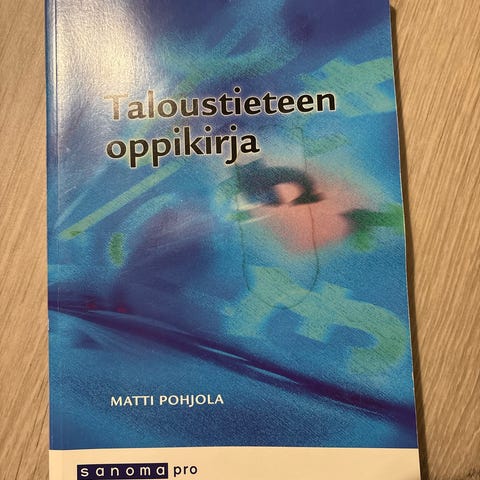 Taloustieteen
oppikirja
MATTI POHJOLA
sanoma pro